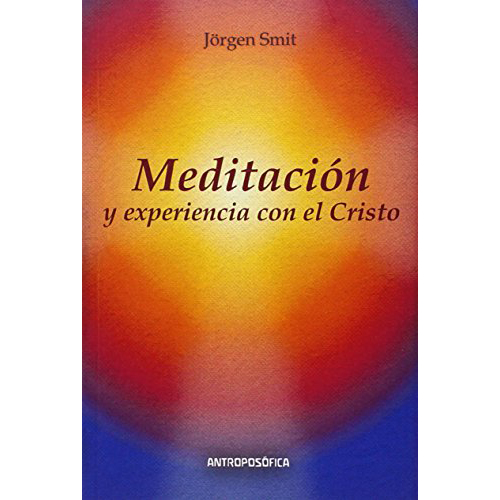 Jörgen Smit
Meditación
y experiencia con el Cristo
ANTROPOSÓFICA